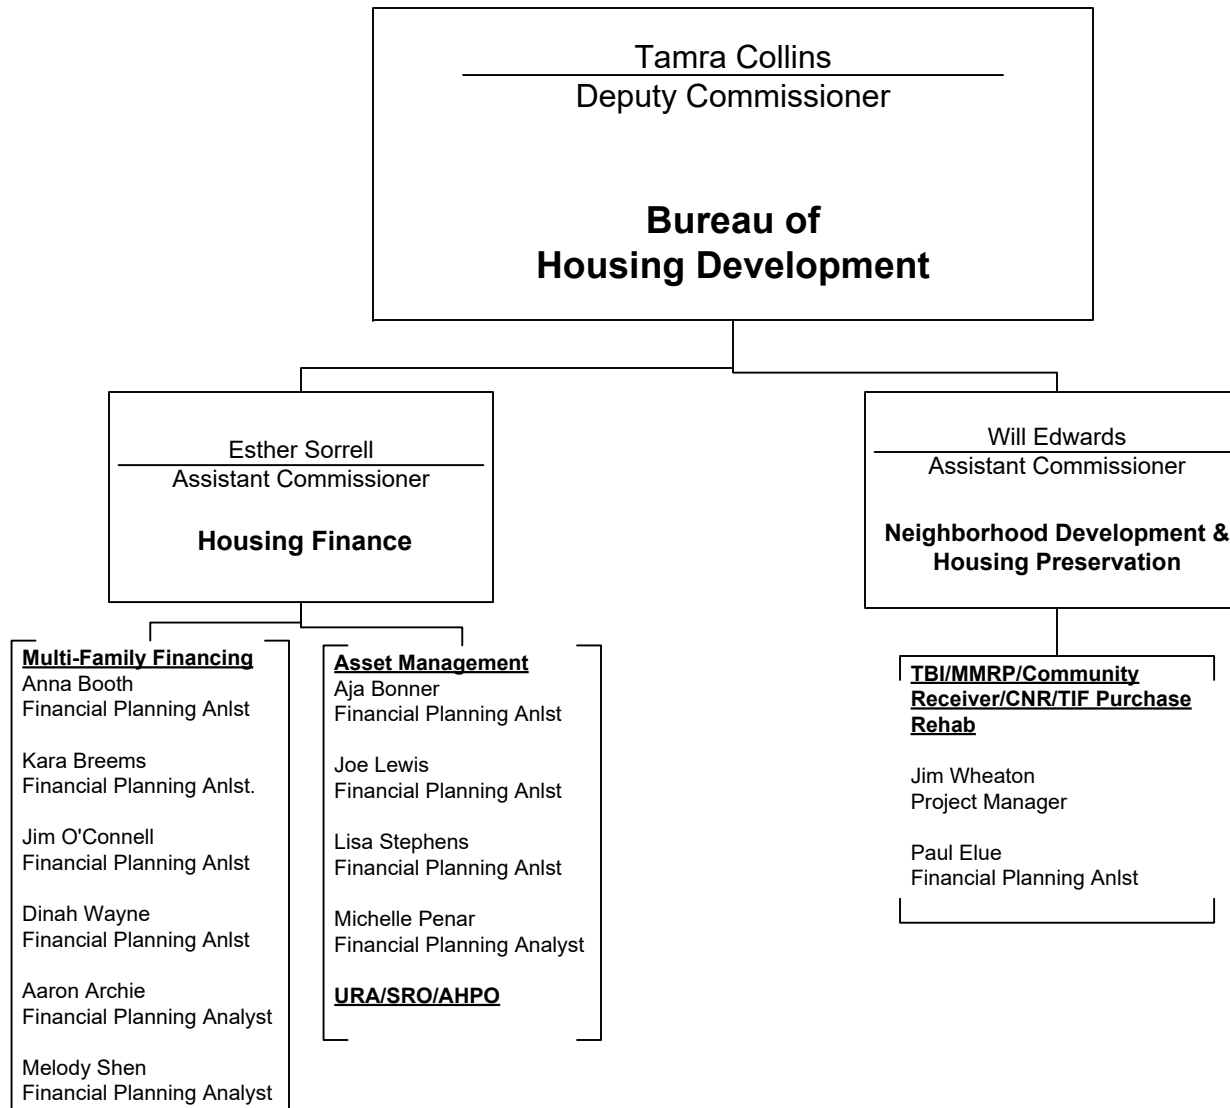 Tamra Collins
Deputy Commissioner
Bureau of
Housing Development
Esther Sorrell
Assistant Commissioner
Housing Finance
Will Edwards
Assistant Commissioner
Neighborhood Development &
Housing Preservation
Multi-Family Financing
Anna Booth
Financial Planning Anlst
Kara Breems
Financial Planning Anlst.
Jim O'Connell
Financial Planning Anlst
Dinah Wayne
Financial Planning Anlst
Aaron Archie
Financial Planning Analyst
Melody Shen
Financial Planning Analyst
Asset Management
Aja Bonner
Financial Planning Anlst
Joe Lewis
Financial Planning Anlst
Lisa Stephens
Financial Planning Anlst
Michelle Penar
Financial Planning Analyst
URA/SRO/AHPO
TBI/MMRP/Community
Receiver/CNR/TIF Purchase
Rehab
Jim Wheaton
Project Manager
Paul Elue
Financial Planning Anlst